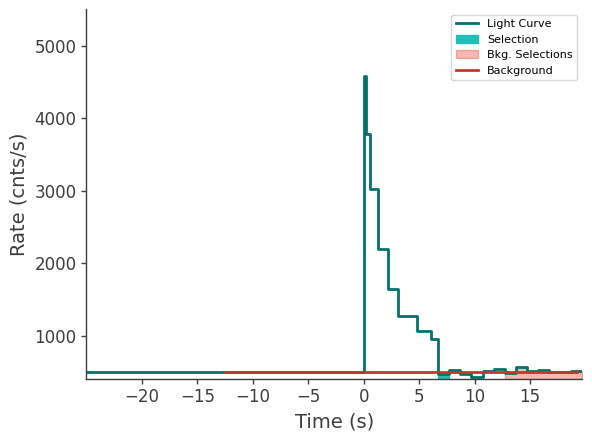 5000
4000
3000
2000
1000
Rate (cnts/s)
Light Curve
Selection
Bkg. Selections
Background
−20 −15 −10 −5 0 5 10 15
Time (s)